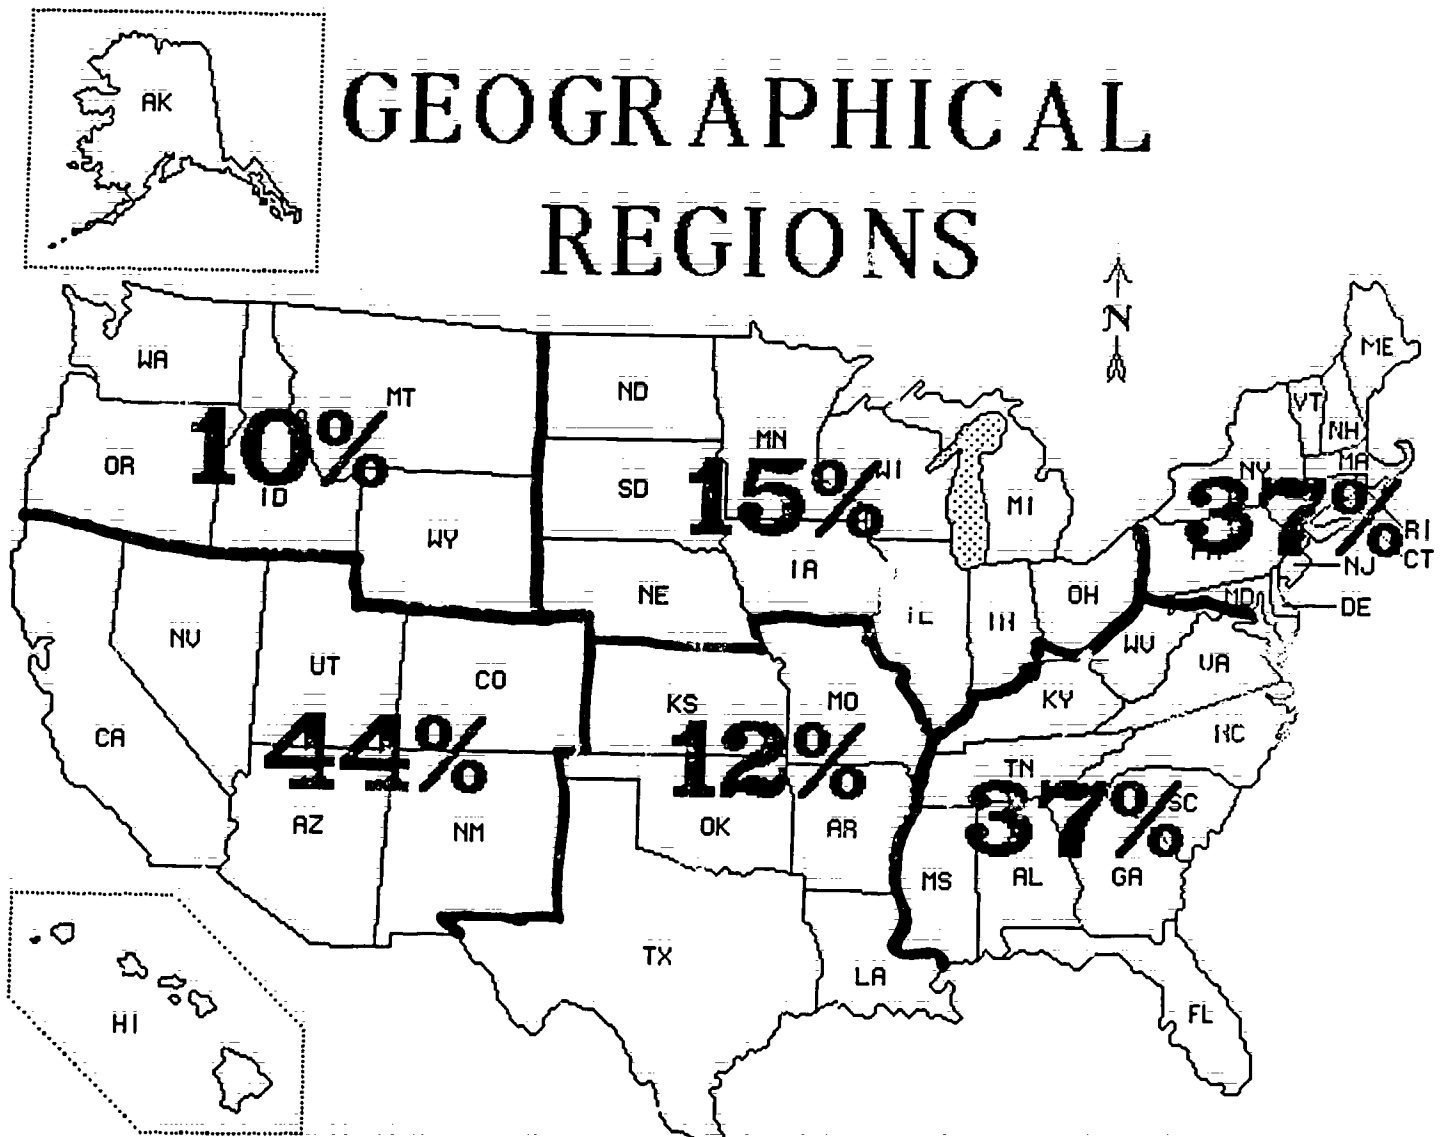 AK
GEOGRAPHICAL
REGIONS
N
WA
MT
ND
MN
ME
VT
NH
MA
NY
10%
OR
ID
SD
15%
WI
MI
37%
RI
CT
WY
IA
NJ
NE
OH
MD
DE
NV
UT
CO
WV
VA
KS
MO
KY
CA
44%
12%
TN
37%
SC
AZ
NM
OK
AR
MS
AL
GA
TX
LA
HI
FL